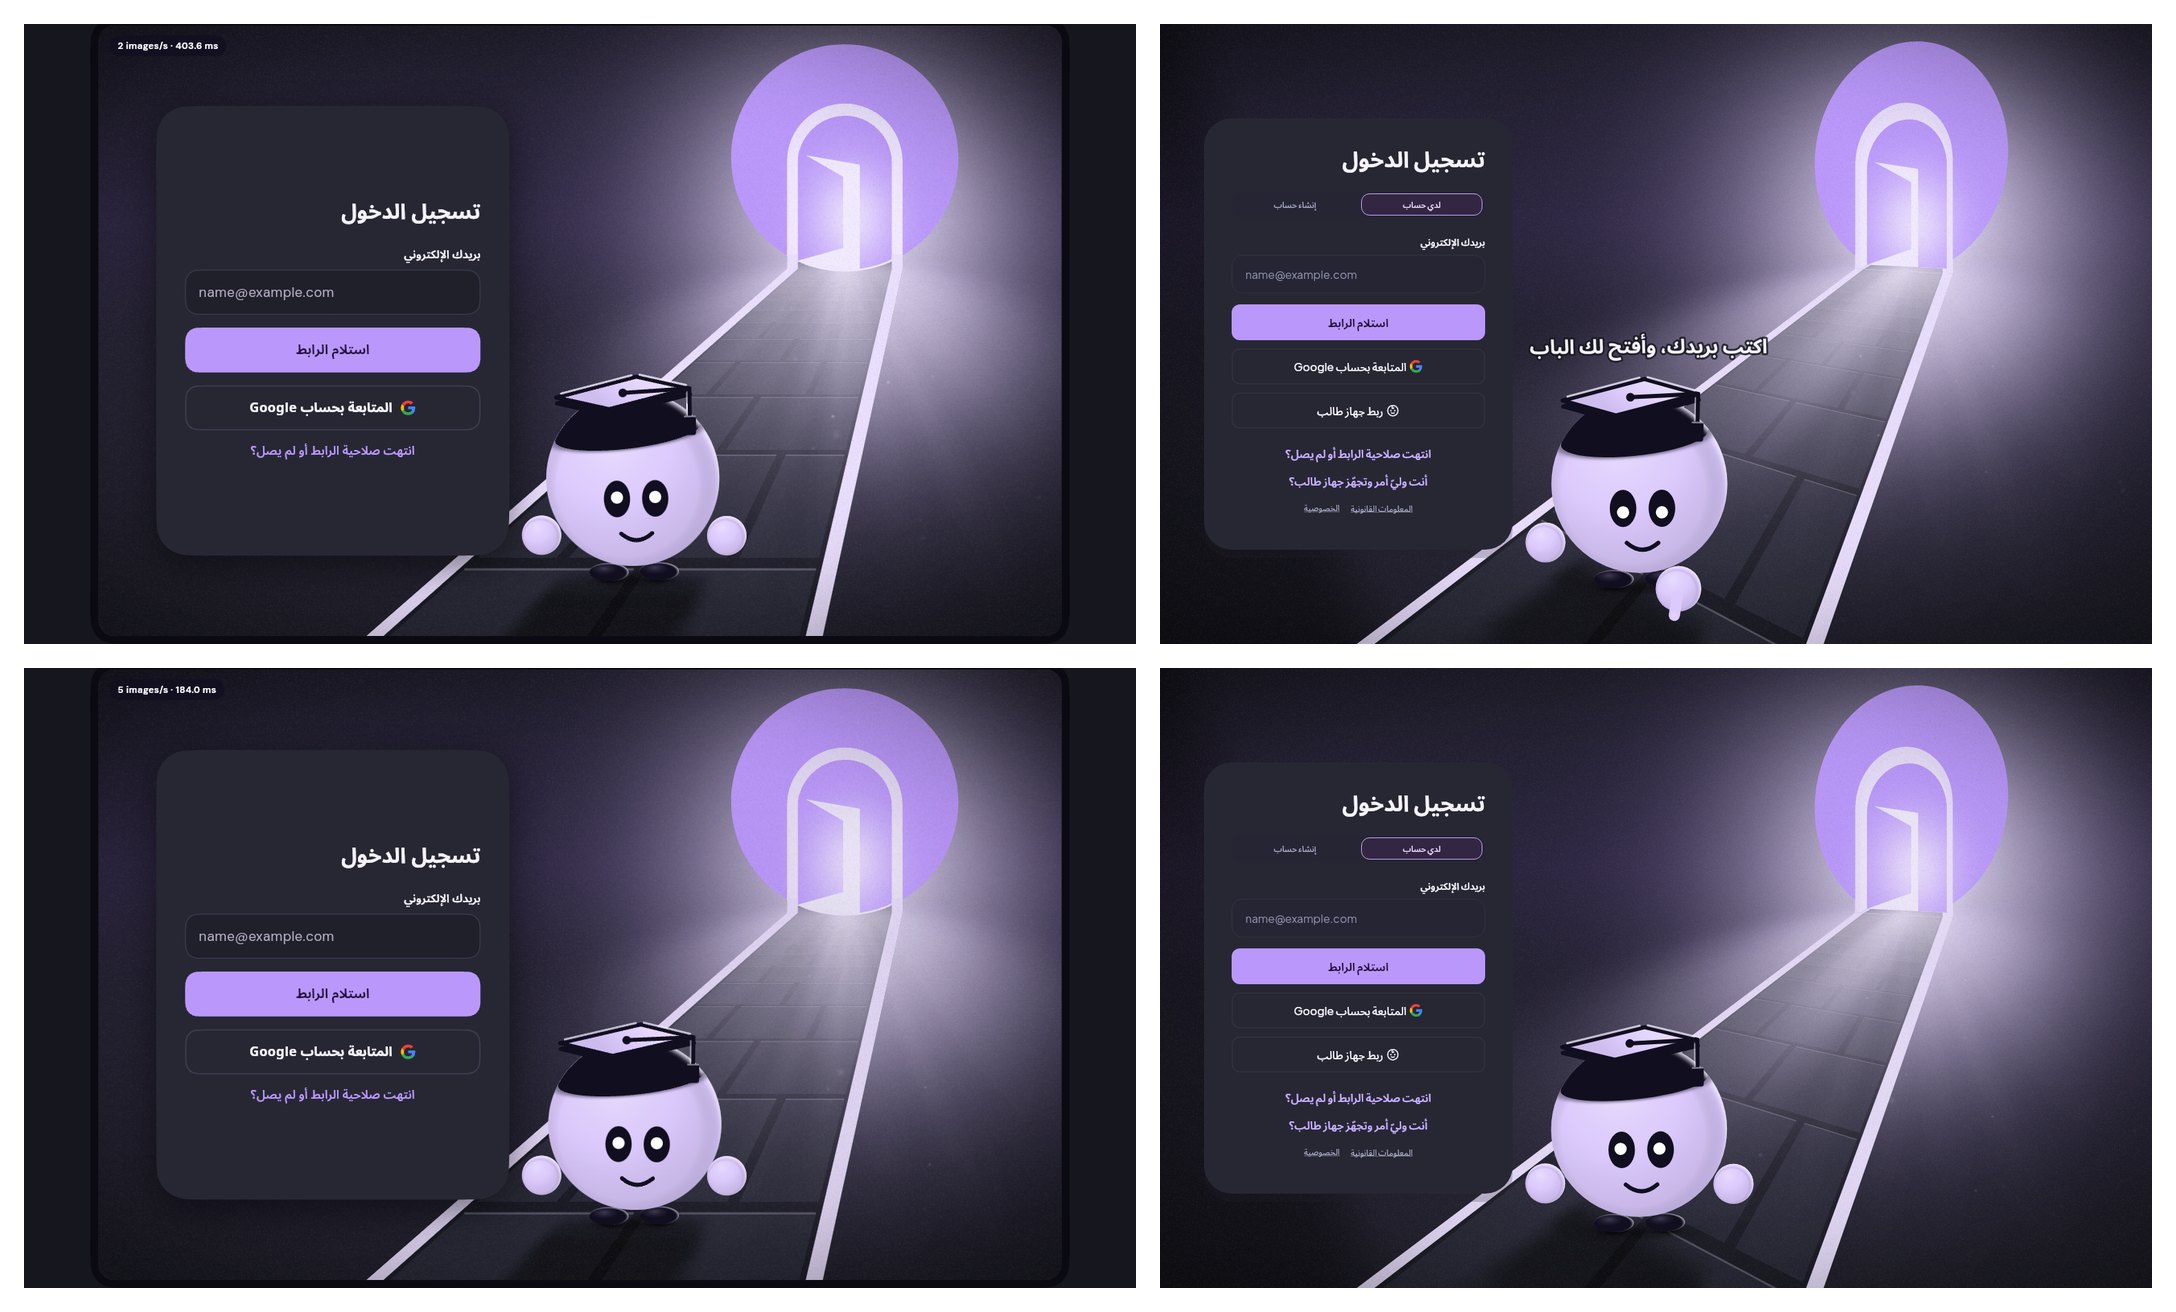 2 images/s · 403.6 ms
تسجيل الدخول
بريدك الإلكتروني
name@example.com
استلام الرابط
المتابعة بحساب Google
انتهت صلاحية الرابط أو لم يصل؟
تسجيل الدخول
لدي حساب
إنشاء حساب
بريدك الإلكتروني
name@example.com
استلام الرابط
المتابعة بحساب Google
ربط جهاز طالب
انتهت صلاحية الرابط أو لم يصل؟
أنت وليّ أمر وتجهّز جهاز طالب؟
المعلومات القانونية الخصوصية
اكتب بريدك، وأفتح لك الباب
5 images/s · 184.0 ms
تسجيل الدخول
بريدك الإلكتروني
name@example.com
استلام الرابط
المتابعة بحساب Google
انتهت صلاحية الرابط أو لم يصل؟
تسجيل الدخول
لدي حساب
إنشاء حساب
بريدك الإلكتروني
name@example.com
استلام الرابط
المتابعة بحساب Google
ربط جهاز طالب
انتهت صلاحية الرابط أو لم يصل؟
أنت وليّ أمر وتجهّز جهاز طالب؟
المعلومات القانونية الخصوصية